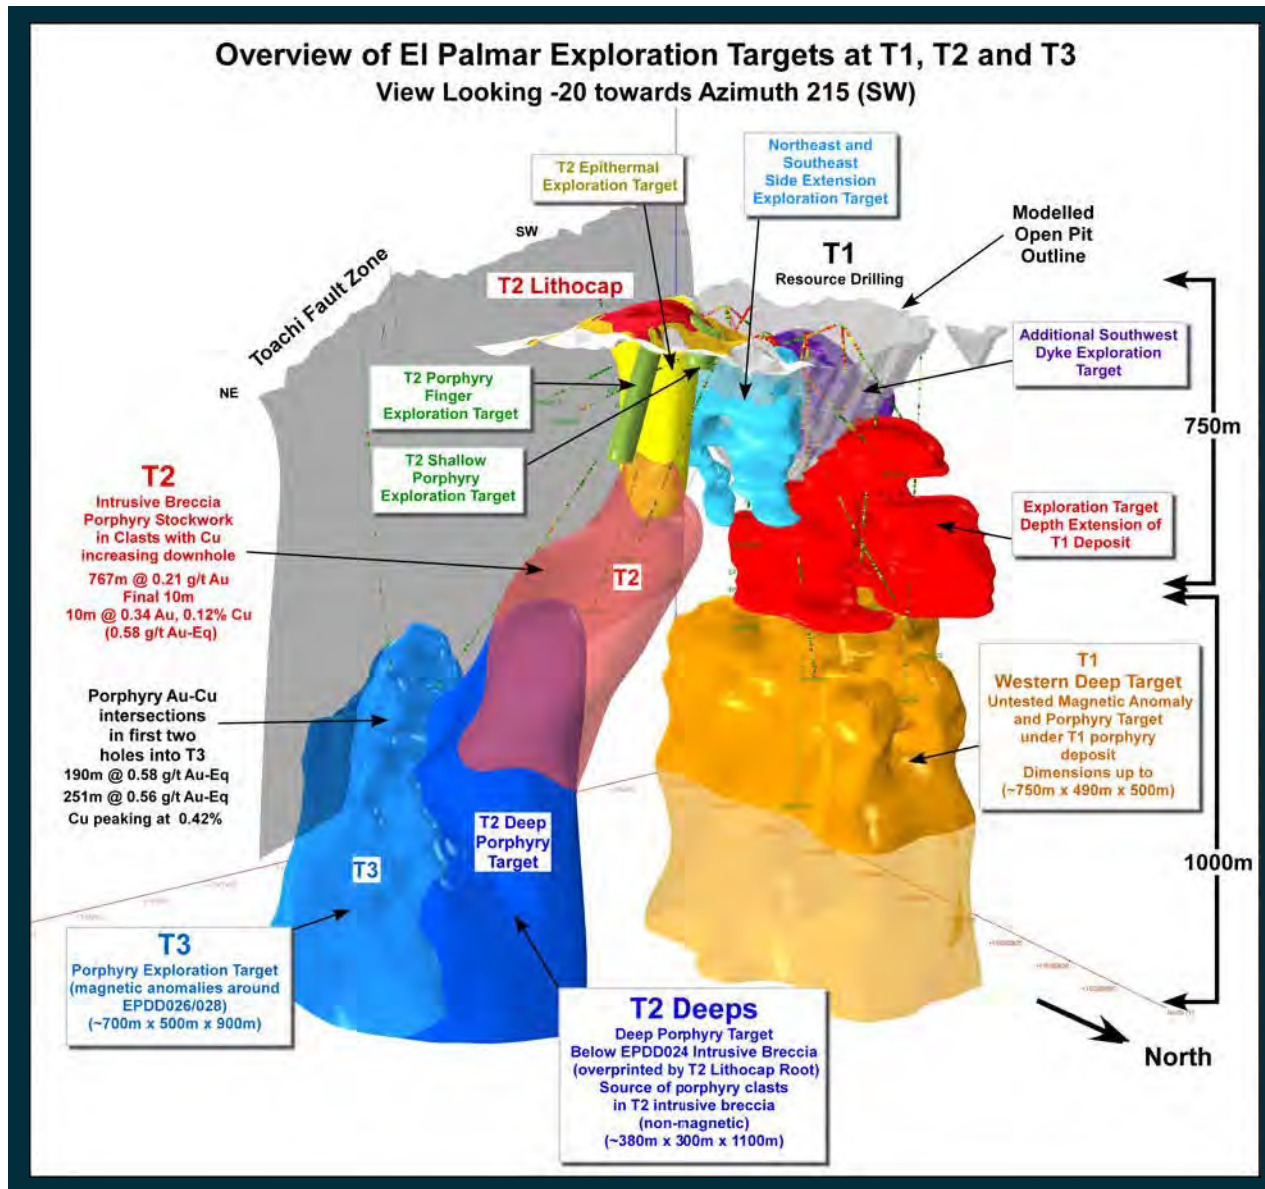 Overview of El Palmar Exploration Targets at T1, T2 and T3
View Looking -20 towards Azimuth 215 (SW)
T2 Epithermal
Exploration Target
Northeast and
Southeast
Side Extension
Exploration Target
Modelled
Open Pit
Outline
SW
T1
Resource Drilling
Toachi Fault Zone
T2 Lithocap
NE
Additional Southwest
Dyke Exploration
Target
T2 Porphyry
Finger
Exploration Target
750m
T2 Shallow
Porphyry
Exploration Target
T2
Intrusive Breccia
Porphyry Stockwork
in Clasts with Cu
increasing downhole
767m @ 0.21 g/t Au
Final 10m
10m @ 0.34 Au, 0.12% Cu
(0.58 g/t Au-Eq)
Exploration Target
Depth Extension of
T1 Deposit
T2
Porphyry Au-Cu
intersections
in first two
holes into T3
190m @ 0.58 g/t Au-Eq
251m @ 0.56 g/t Au-Eq
Cu peaking at 0.42%
T1
Western Deep Target
Untested Magnetic Anomaly
and Porphyry Target
under T1 porphyry
deposit
Dimensions up to
(~750m x 490m x 500m)
T2 Deep
Porphyry
Target
T3
1000m
T3
Porphyry Exploration Target
(magnetic anomalies around
EPDD026/028)
(~700m x 500m x 900m)
T2 Deeps
Deep Porphyry Target
Below EPDD024 Intrusive Breccia
(overprinted by T2 Lithocap Root)
Source of porphyry clasts
in T2 intrusive breccia
(non-magnetic)
(~380m x 300m x 1100m)
North